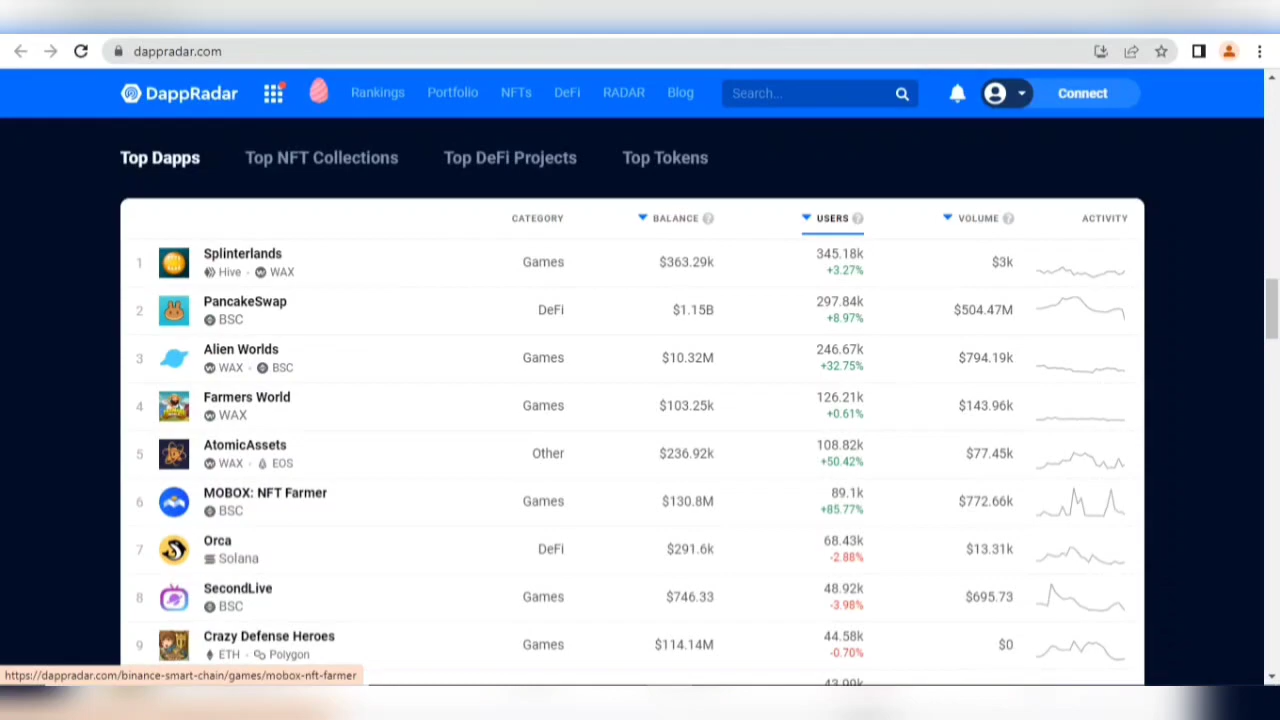 dappradar.com
DappRadar Rankings Portfolio NFTs DeFi RADAR Blog Search... Connect
Top Dapps Top NFT Collections Top DeFi Projects Top Tokens
CATEGORY BALANCE ? USERS ? VOLUME ? ACTIVITY
1 Splinterlands Games $363.29k 345.18k $3k
Hive · WAX +3.27%
2 PancakeSwap DeFi $1.15B 297.84k $504.47M
BSC +8.97%
3 Alien Worlds Games $10.32M 246.67k $794.19k
WAX · BSC +32.75%
4 Farmers World Games $103.25k 126.21k $143.96k
WAX +0.61%
5 AtomicAssets Other $236.92k 108.82k $77.45k
WAX · EOS +50.42%
6 MOBOX: NFT Farmer Games $130.8M 89.1k $772.66k
BSC +85.77%
7 Orca DeFi $291.6k 68.43k $13.31k
Solana -2.88%
8 SecondLive Games $746.33 48.92k $695.73
BSC -3.98%
9 Crazy Defense Heroes Games $114.14M 44.58k $0
ETH · Polygon -0.70%
https://dappradar.com/binance-smart-chain/games/mobox-nft-farmer